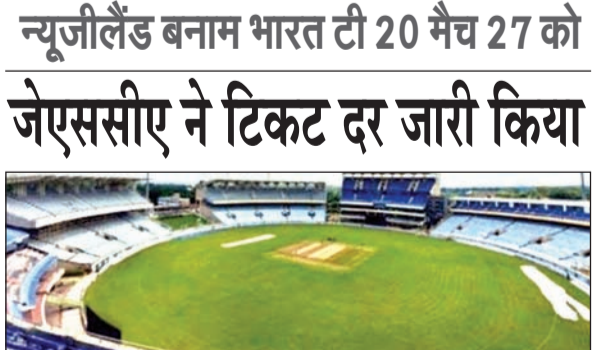 न्यूजीलैंड बनाम भारत टी 20 मैच 27 को
जेएससीए ने टिकट दर जारी किया